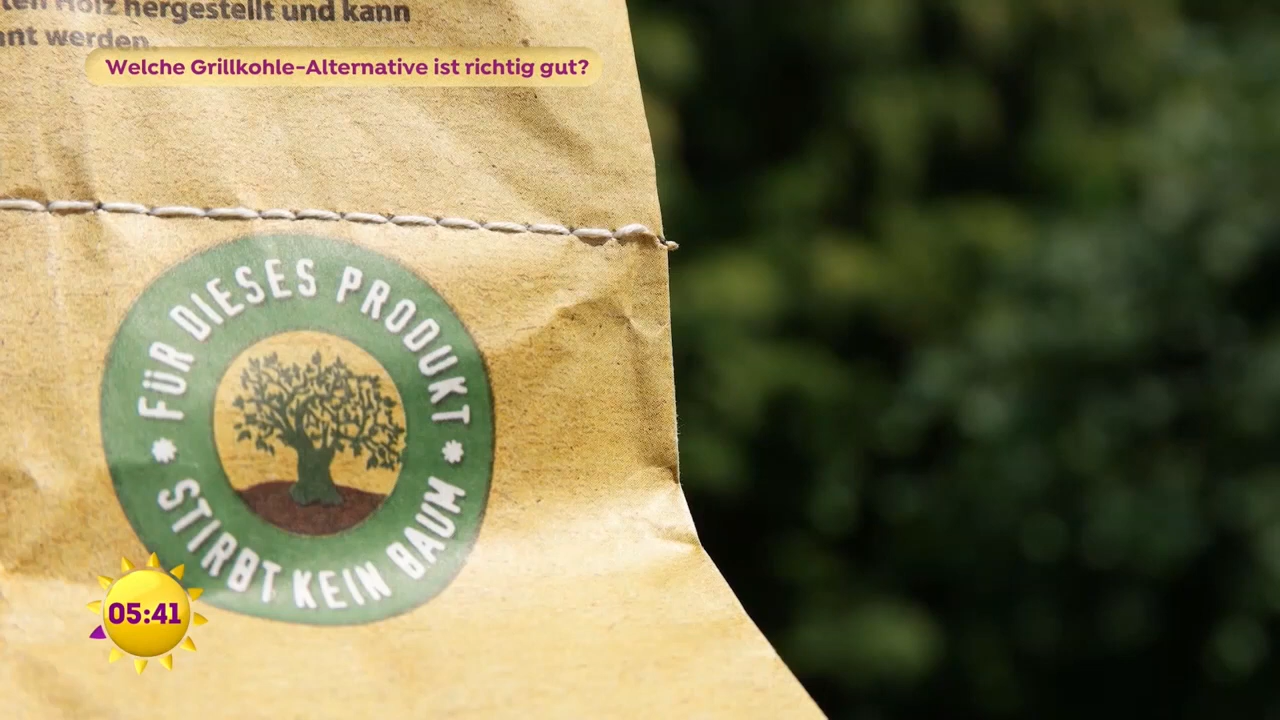 Holz hergestellt und kann
werden.
Welche Grillkohle-Alternative ist richtig gut?
FÜR DIESES PRODUKT
STIRBT KEIN BAUM
05:41